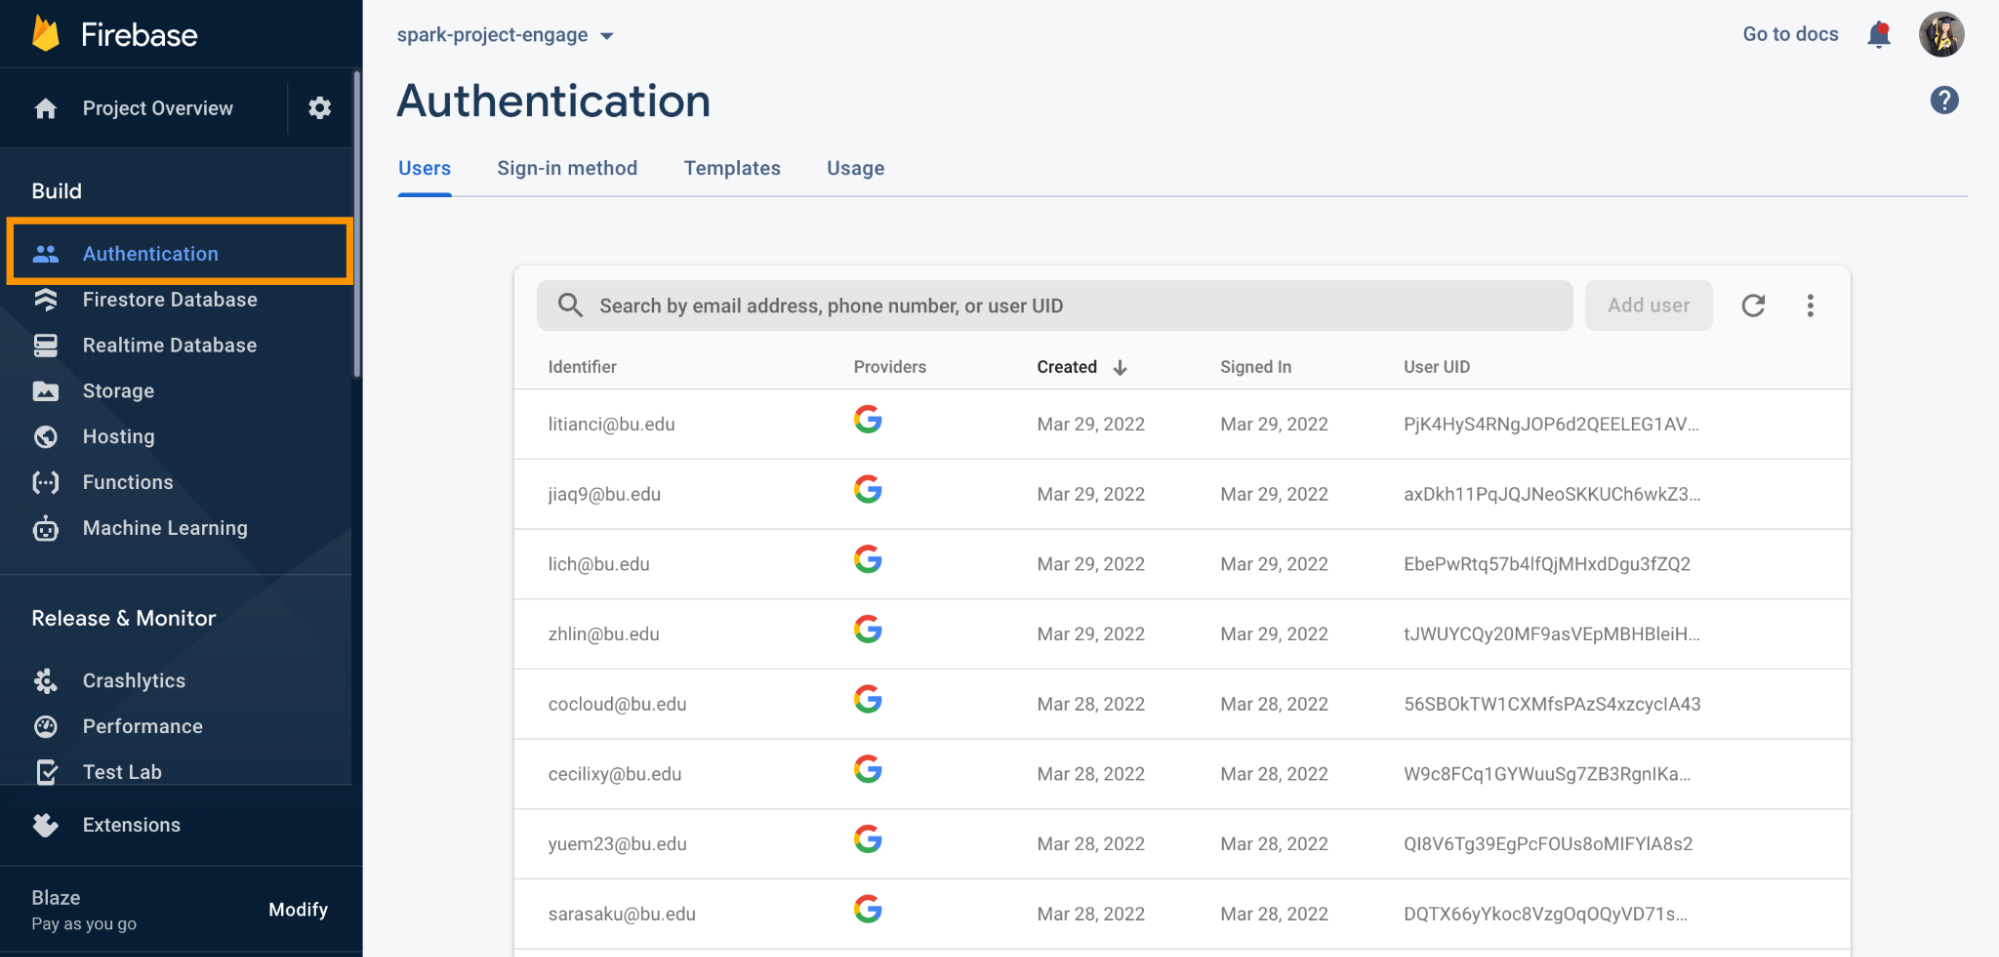 Firebase
Project Overview
Build
Authentication
Firestore Database
Realtime Database
Storage
Hosting
Functions
Machine Learning
Release & Monitor
Crashlytics
Performance
Test Lab
Extensions
Blaze
Pay as you go
Modify
spark-project-engage
Go to docs
Authentication
Users Sign-in method Templates Usage
Search by email address, phone number, or user UID
Add user
Identifier Providers Created Signed In User UID
litianci@bu.edu Mar 29, 2022 Mar 29, 2022 PjK4HyS4RNgJOP6d2QEELEG1AV...
jiaq9@bu.edu Mar 29, 2022 Mar 29, 2022 axDkh11PqJQJNeoSKKUCh6wkZ3...
lich@bu.edu Mar 29, 2022 Mar 29, 2022 EbePwRtq57b4lfQjMHxdDgu3fZQ2
zhlin@bu.edu Mar 29, 2022 Mar 29, 2022 tJWUYCQy20MF9asVEpMBHBleiH...
cocloud@bu.edu Mar 28, 2022 Mar 28, 2022 56SBOkTW1CXMfsPAzS4xzcycIA43
cecilixy@bu.edu Mar 28, 2022 Mar 28, 2022 W9c8FCq1GYWuuSg7ZB3RgnIKa...
yuem23@bu.edu Mar 28, 2022 Mar 28, 2022 QI8V6Tg39EgPcFOUs8oMIFYlA8s2
sarasaku@bu.edu Mar 28, 2022 Mar 28, 2022 DQTX66yYkoc8VzgOqOQyVD71s...